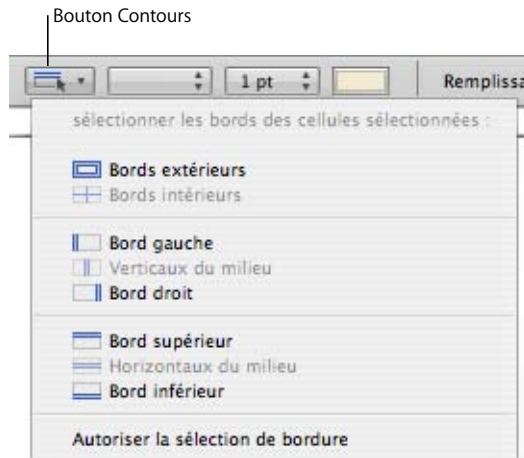 Bouton Contours
1 pt
Remplissa
sélectionner les bords des cellules sélectionnées :
Bords extérieurs
Bords intérieurs
Bord gauche
Verticaux du milieu
Bord droit
Bord supérieur
Horizontaux du milieu
Bord inférieur
Autoriser la sélection de bordure